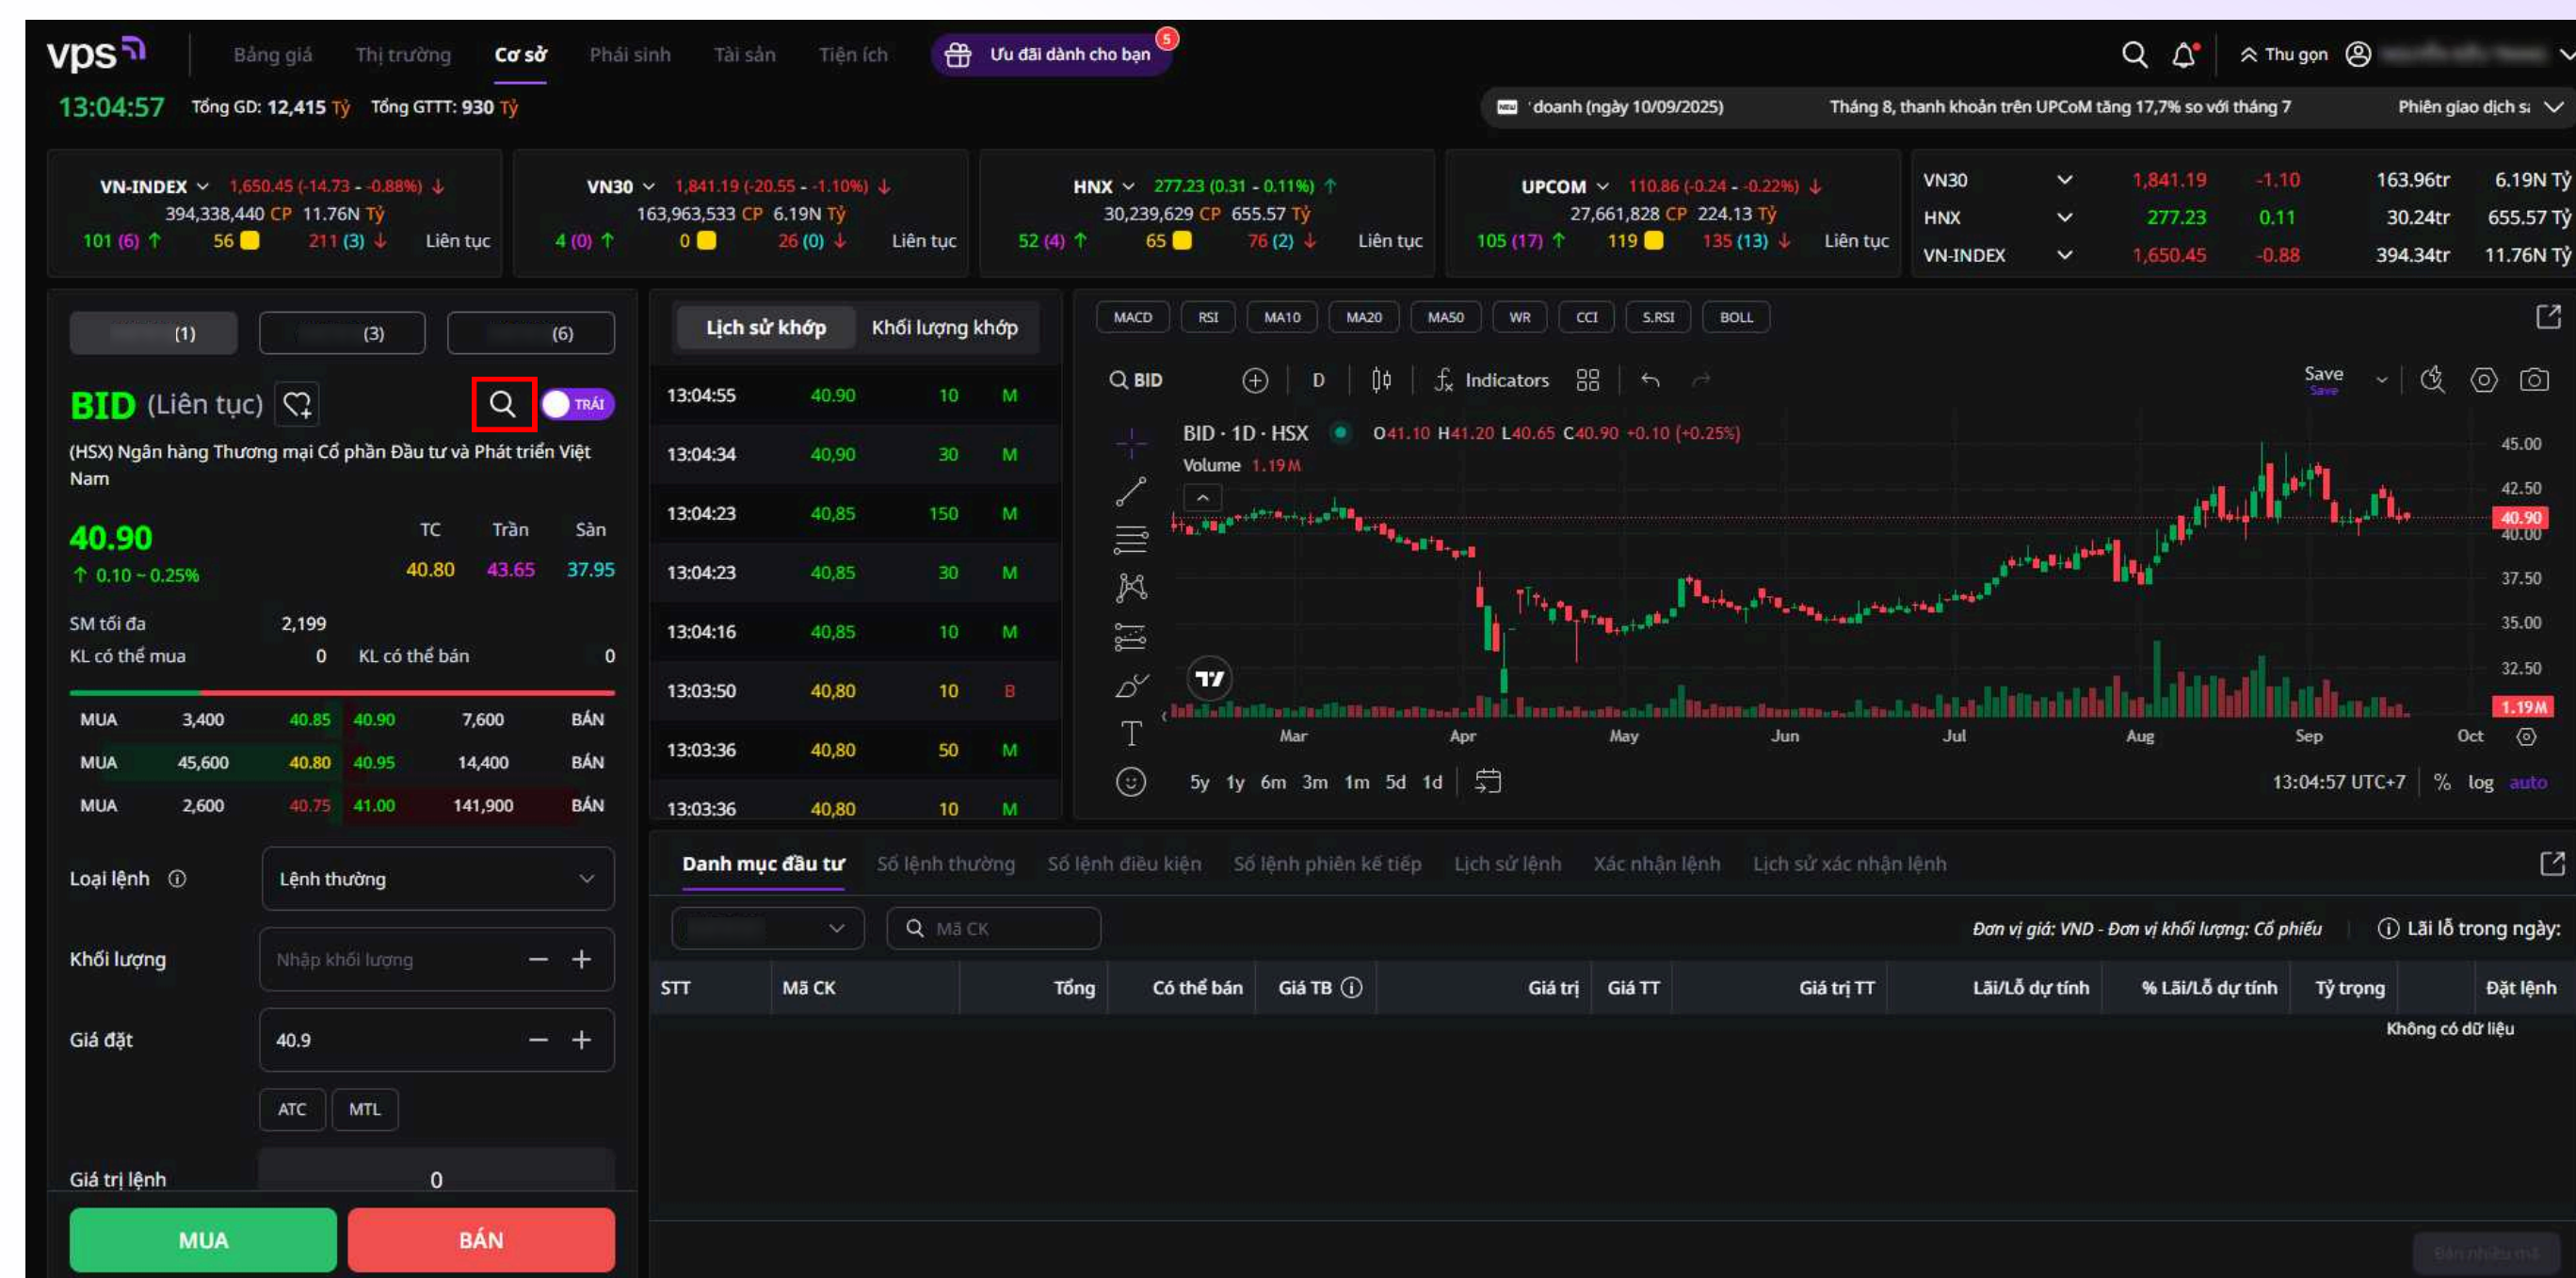 vps Bảng giá Thị trường Cơ sở Phái sinh Tài sản Tiện ích Ưu đãi dành cho bạn 5 Thu gọn
13:04:57 Tổng GD: 12,415 Tỷ Tổng GTTT: 930 Tỷ
NEW 'doanh (ngày 10/09/2025) Tháng 8, thanh khoản trên UPCoM tăng 17,7% so với tháng 7 Phiên giao dịch sá
VN-INDEX 1,650.45 (-14.73 - -0.88%)
394,338,440 CP 11.76N Tỷ
101 (6) 56 211 (3) Liên tục
VN30 1,841.19 (-20.55 - -1.10%)
163,963,533 CP 6.19N Tỷ
4 (0) 0 26 (0) Liên tục
HNX 277.23 (0.31 - 0.11%)
30,239,629 CP 655.57 Tỷ
52 (4) 65 76 (2) Liên tục
UPCOM 110.86 (-0.24 - -0.22%)
27,661,828 CP 224.13 Tỷ
105 (17) 119 135 (13) Liên tục
VN30 1,841.19 -1.10 163.96tr 6.19N Tỷ
HNX 277.23 0.11 30.24tr 655.57 Tỷ
VN-INDEX 1,650.45 -0.88 394.34tr 11.76N Tỷ
(1) (3) (6)
BID (Liên tục) TRÁI
(HSX) Ngân hàng Thương mại Cổ phần Đầu tư và Phát triển Việt
Nam
40.90 TC Trần Sàn
0.10 ~ 0.25% 40.80 43.65 37.95
SM tối đa 2,199
KL có thể mua 0 KL có thể bán 0
MUA 3,400 40.85 40.90 7,600 BÁN
MUA 45,600 40.80 40.95 14,400 BÁN
MUA 2,600 40.75 41.00 141,900 BÁN
Loại lệnh Lệnh thường
Khối lượng Nhập khối lượng
Giá đặt 40.9
ATC MTL
Giá trị lệnh 0
MUA BÁN
Lịch sử khớp Khối lượng khớp
13:04:55 40.90 10 M
13:04:34 40,90 30 M
13:04:23 40,85 150 M
13:04:23 40,85 30 M
13:04:16 40,85 10 M
13:03:50 40,80 10 B
13:03:36 40,80 50 M
13:03:36 40,80 10 M
MACD RSI MA10 MA20 MA50 WR CCI S.RSI BOLL
BID D Indicators Save
Save
BID · 1D · HSX O41.10 H41.20 L40.65 C40.90 +0.10 (+0.25%)
Volume 1.19M
45.00
42.50
40.90
40.00
37.50
35.00
32.50
1.19M
Mar Apr May Jun Jul Aug Sep Oct
5y 1y 6m 3m 1m 5d 1d 13:04:57 UTC+7 % log auto
Danh mục đầu tư Sổ lệnh thường Sổ lệnh điều kiện Sổ lệnh phiên kế tiếp Lịch sử lệnh Xác nhận lệnh Lịch sử xác nhận lệnh
Mã CK Đơn vị giá: VND - Đơn vị khối lượng: Cổ phiếu Lãi lỗ trong ngày:
STT Mã CK Tổng Có thể bán Giá TB Giá trị Giá TT Giá trị TT Lãi/Lỗ dự tính % Lãi/Lỗ dự tính Tỷ trọng Đặt lệnh
Không có dữ liệu
Bán nhiều mã